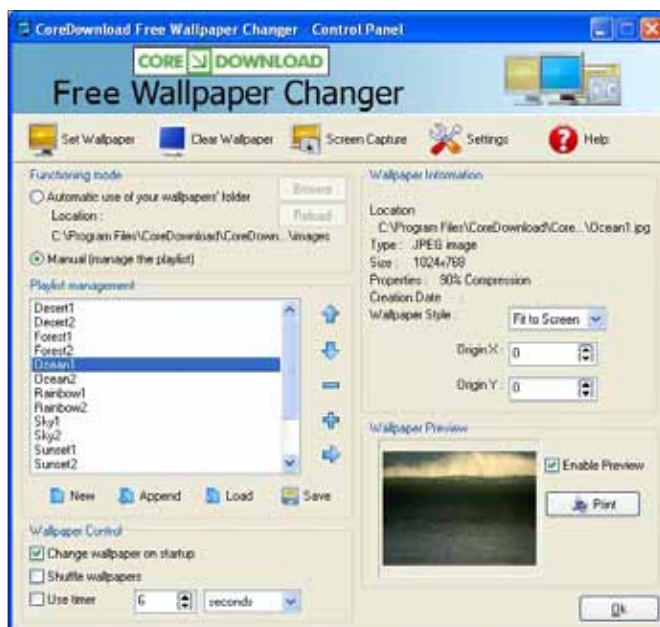 CoreDownload Free Wallpaper Changer Control Panel
CORE DOWNLOAD
Free Wallpaper Changer
Set Wallpaper Clear Wallpaper Screen Capture Settings Help
Functioning mode
Automatic use of your wallpapers' folder Browse
Location : Reload
C:\Program Files\CoreDownload\CoreDown...\images
Manual (manage the playlist)
Playlist management
Desert1
Desert2
Forest1
Forest2
Ocean1
Ocean2
Rainbow1
Rainbow2
Sky1
Sky2
Sunset1
Sunset2
New Append Load Save
Wallpaper Control
Change wallpaper on startup
Shuffle wallpapers
Use timer 6 seconds
Wallpaper Information
Location
C:\Program Files\CoreDownload\Core...\Ocean1.jpg
Type : JPEG image
Size : 1024x768
Properties : 90% Compression
Creation Date :
Wallpaper Style : Fit to Screen
Origin X : 0
Origin Y : 0
Wallpaper Preview
Enable Preview
Print
Ok